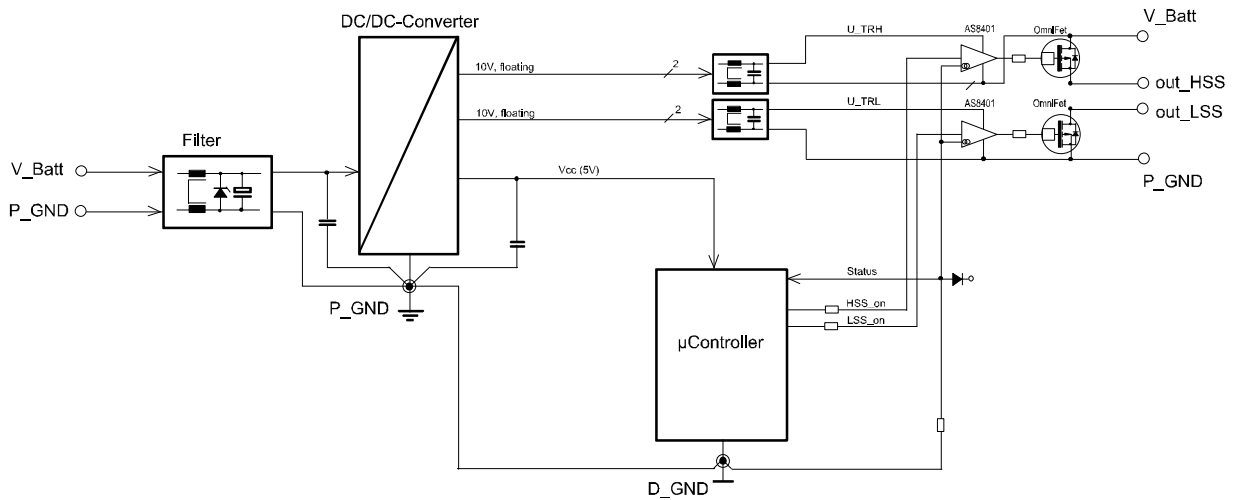 DC/DC-Converter
V_Batt
U_TRH
AS8401
OmniFet
10V, floating
2
out_HSS
U_TRL
AS8401
OmniFet
out_LSS
10V, floating
2
Filter
V_Batt
Vcc (5V)
P_GND
P_GND
Status
P_GND
HSS_on
LSS_on
µController
D_GND